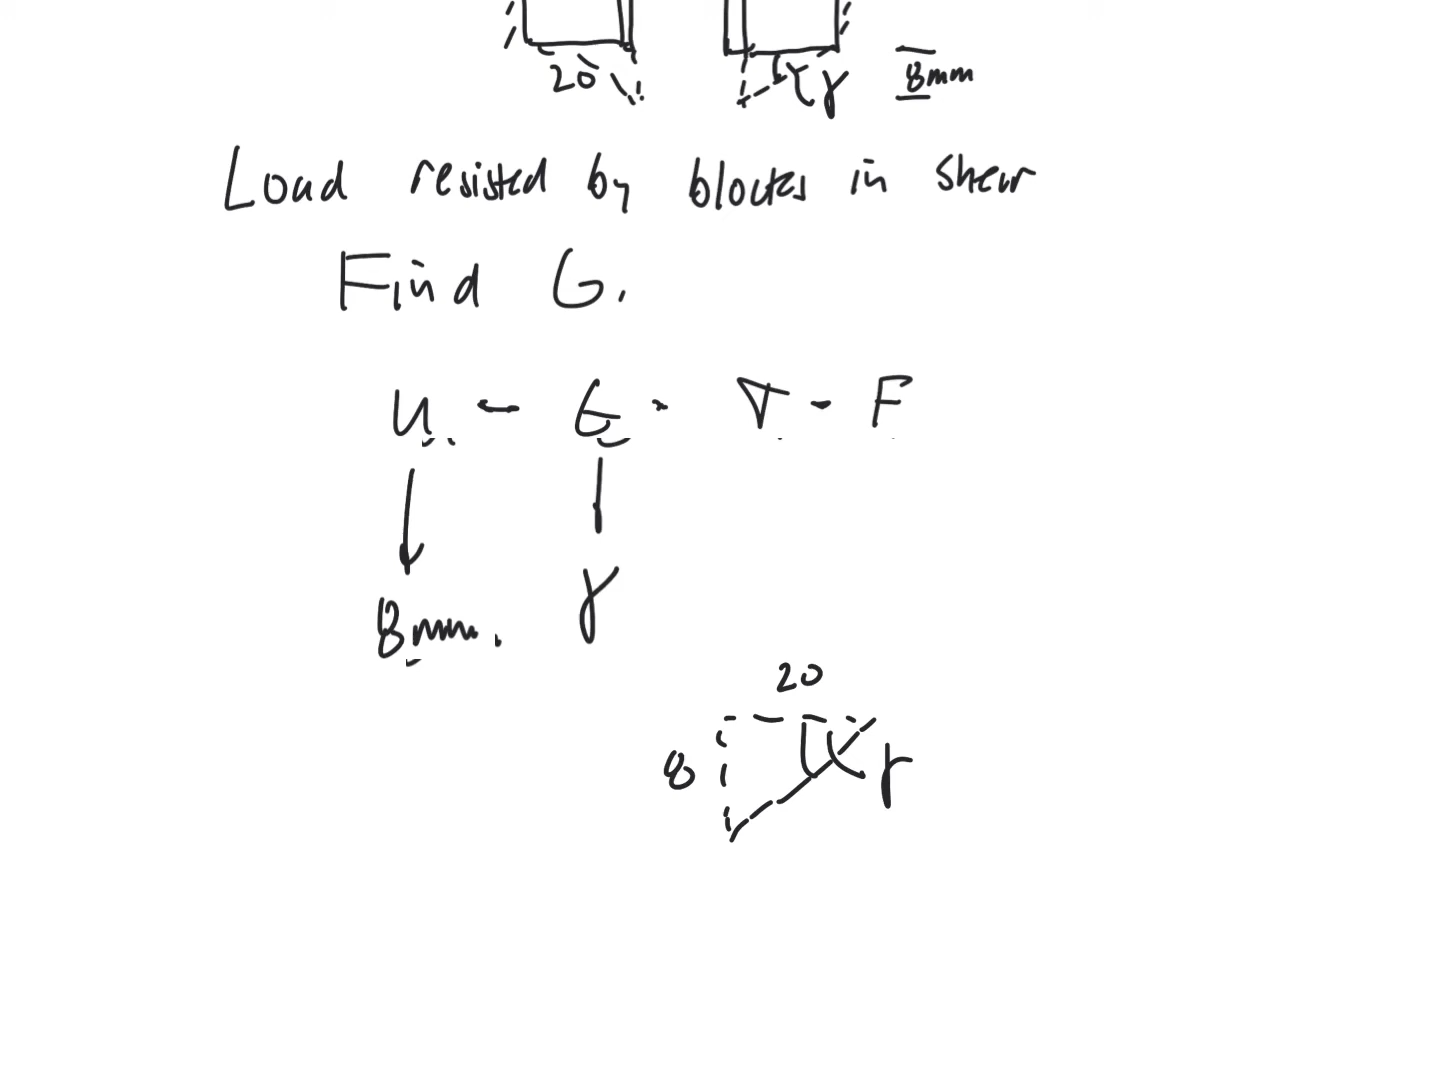 20 γ 8mm
Load resisted by blocks in shear
Find G.
u - ε - σ - F
8mm. γ
20
8 γ